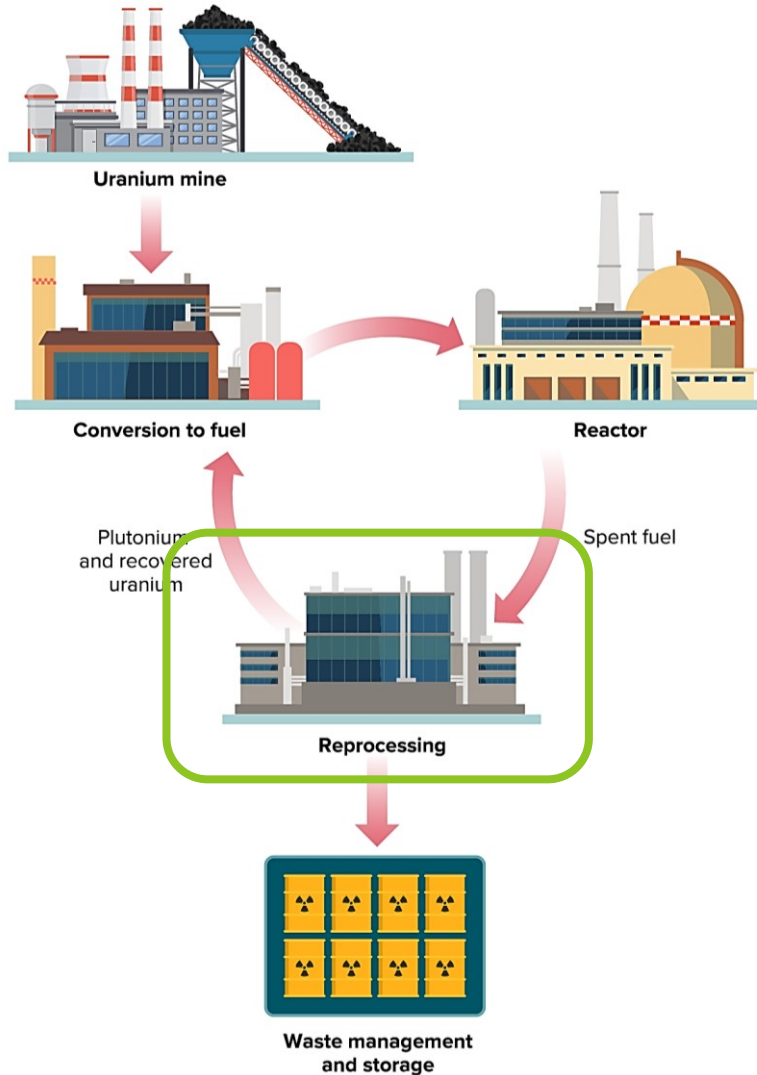 Uranium mine
Conversion to fuel
Reactor
Plutonium
and recovered
uranium
Spent fuel
Reprocessing
Waste management
and storage